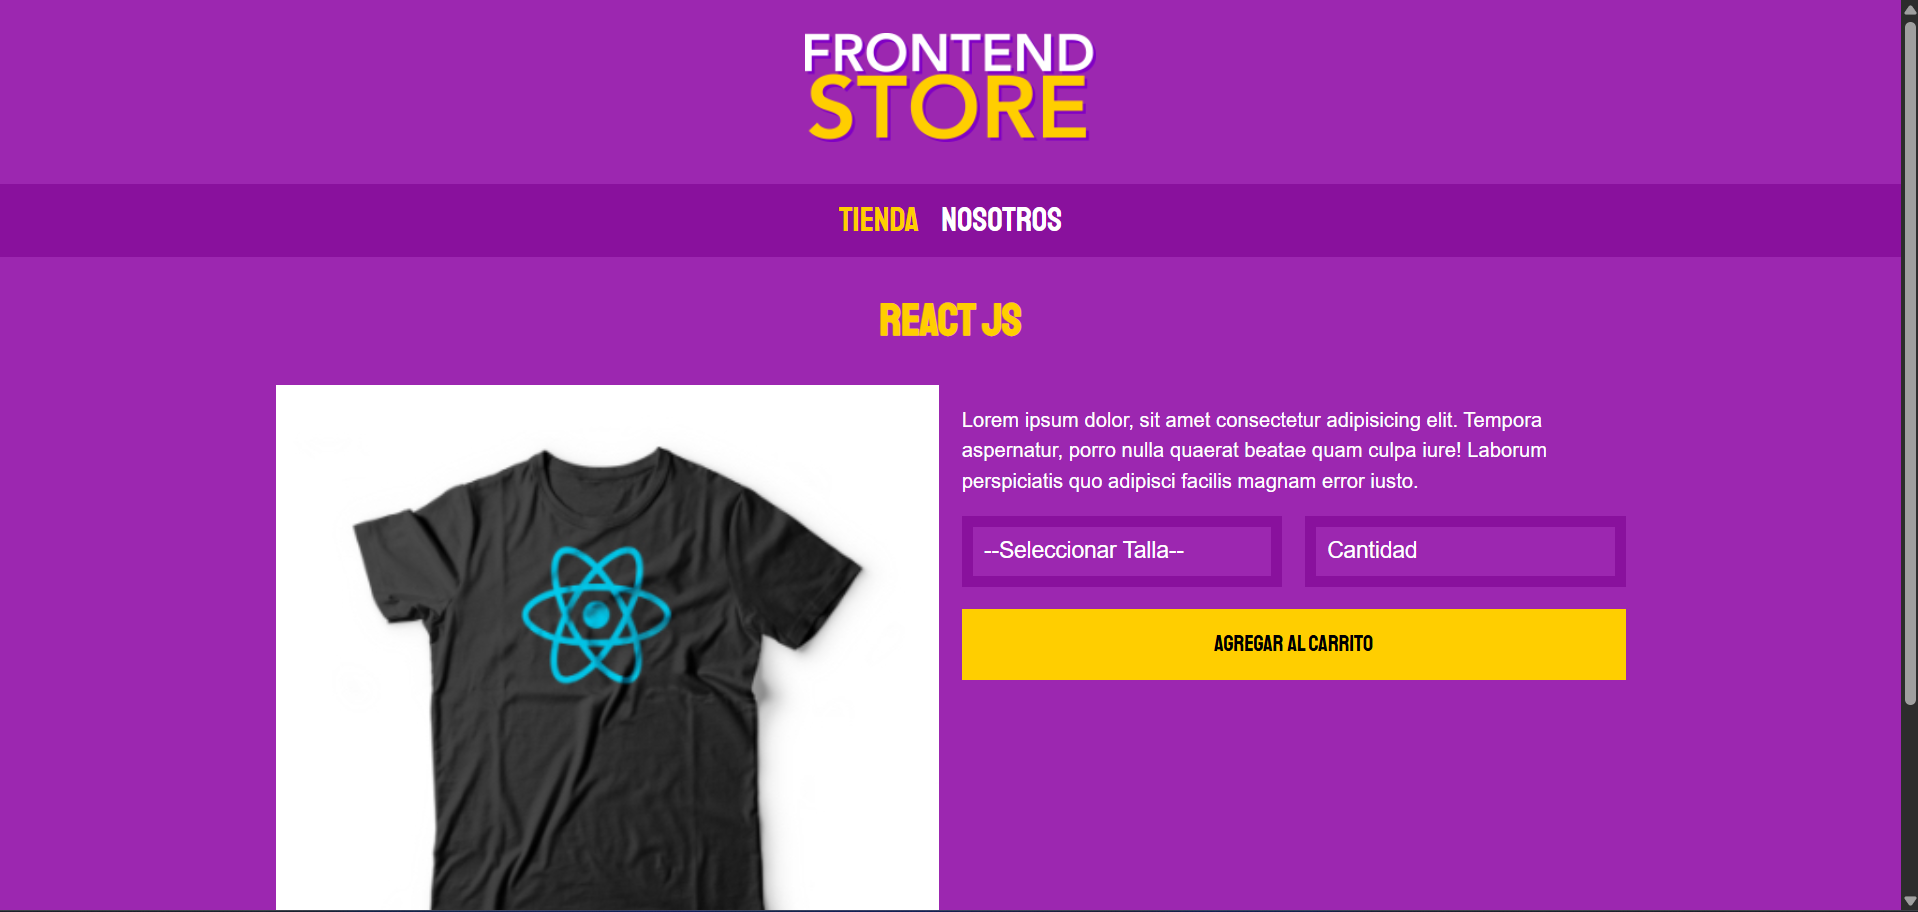 FRONTEND
STORE
TIENDA NOSOTROS
REACT JS
Lorem ipsum dolor, sit amet consectetur adipisicing elit. Tempora
aspernatur, porro nulla quaerat beatae quam culpa iure! Laborum
perspiciatis quo adipisci facilis magnam error iusto.
--Seleccionar Talla-- Cantidad
AGREGAR AL CARRITO